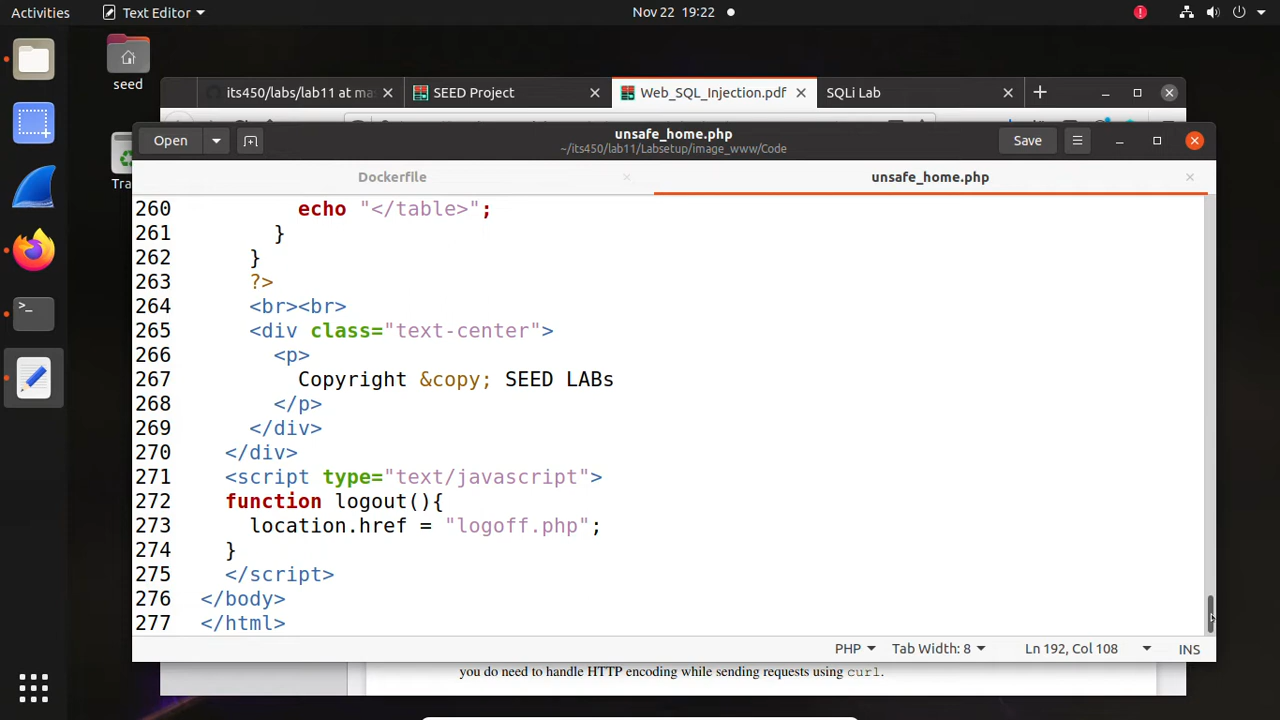 Activities
Text Editor
Nov 22 19:22
seed
its450/labs/lab11 at ma
SEED Project
Web_SQL_Injection.pdf
SQLi Lab
Open
unsafe_home.php
~/its450/lab11/Labsetup/image_www/Code
Save
Dockerfile
unsafe_home.php
Tra
260 echo "</table>";
261 }
262 }
263 ?>
264 <br><br>
265 <div class="text-center">
266 <p>
267 Copyright &copy; SEED LABs
268 </p>
269 </div>
270 </div>
271 <script type="text/javascript">
272 function logout(){
273 location.href = "logoff.php";
274 }
275 </script>
276 </body>
277 </html>
PHP
Tab Width: 8
Ln 192, Col 108
INS
you do need to handle HTTP encoding while sending requests using curl.